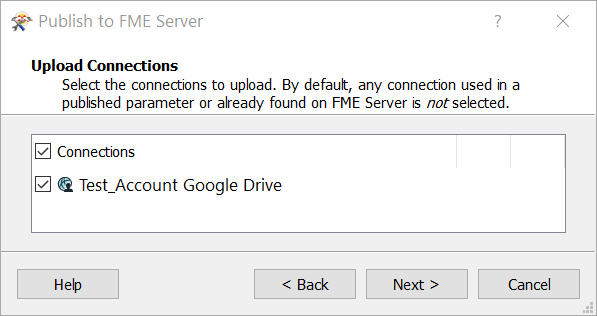 Publish to FME Server
Upload Connections
Select the connections to upload. By default, any connection used in a
published parameter or already found on FME Server is not selected.
Connections
Test_Account Google Drive
Help
< Back
Next >
Cancel